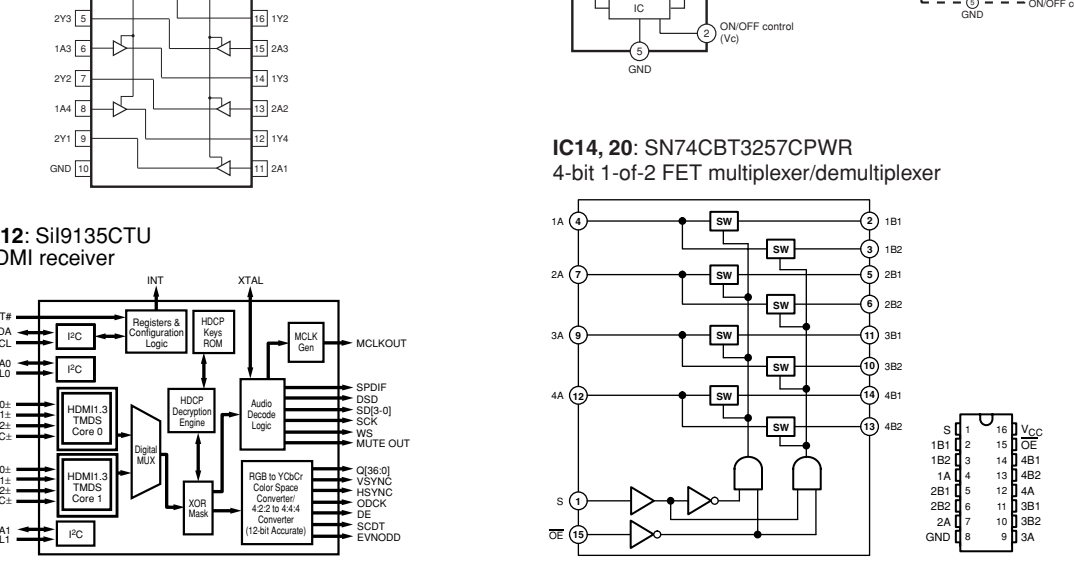 2Y3 5
16 1Y2
1A3 6
15 2A3
2Y2 7
14 1Y3
1A4 8
13 2A2
2Y1 9
12 1Y4
GND 10
11 2A1
IC
2
ON/OFF control
(Vc)
5
GND
5
GND
ON/OFF c
12: SiI9135CTU
OMI receiver
INT
XTAL
T#
DA
CL
A0
L0
I²C
I²C
Registers &
Configuration
Logic
HDCP
Keys
ROM
MCLK
Gen
MCLKOUT
0±
1±
2±
C±
HDMI1.3
TMDS
Core 0
Digital
MUX
HDCP
Decryption
Engine
Audio
Decode
Logic
SPDIF
DSD
SD[3-0]
SCK
WS
MUTE OUT
0±
1±
2±
C±
HDMI1.3
TMDS
Core 1
XOR
Mask
RGB to YCbCr
Color Space
Converter/
4:2:2 to 4:4:4
Converter
(12-bit Accurate)
Q[36:0]
VSYNC
HSYNC
ODCK
DE
SCDT
EVNODD
A1
L1
I²C
IC14, 20: SN74CBT3257CPWR
4-bit 1-of-2 FET multiplexer/demultiplexer
1A 4
SW
2 1B1
SW
3 1B2
2A 7
SW
5 2B1
SW
6 2B2
3A 9
SW
11 3B1
SW
10 3B2
4A 12
SW
14 4B1
SW
13 4B2
S 1
OE 15
S 1
16 VCC
1B1 2
15 OE
1B2 3
14 4B1
1A 4
13 4B2
2B1 5
12 4A
2B2 6
11 3B1
2A 7
10 3B2
GND 8
9 3A